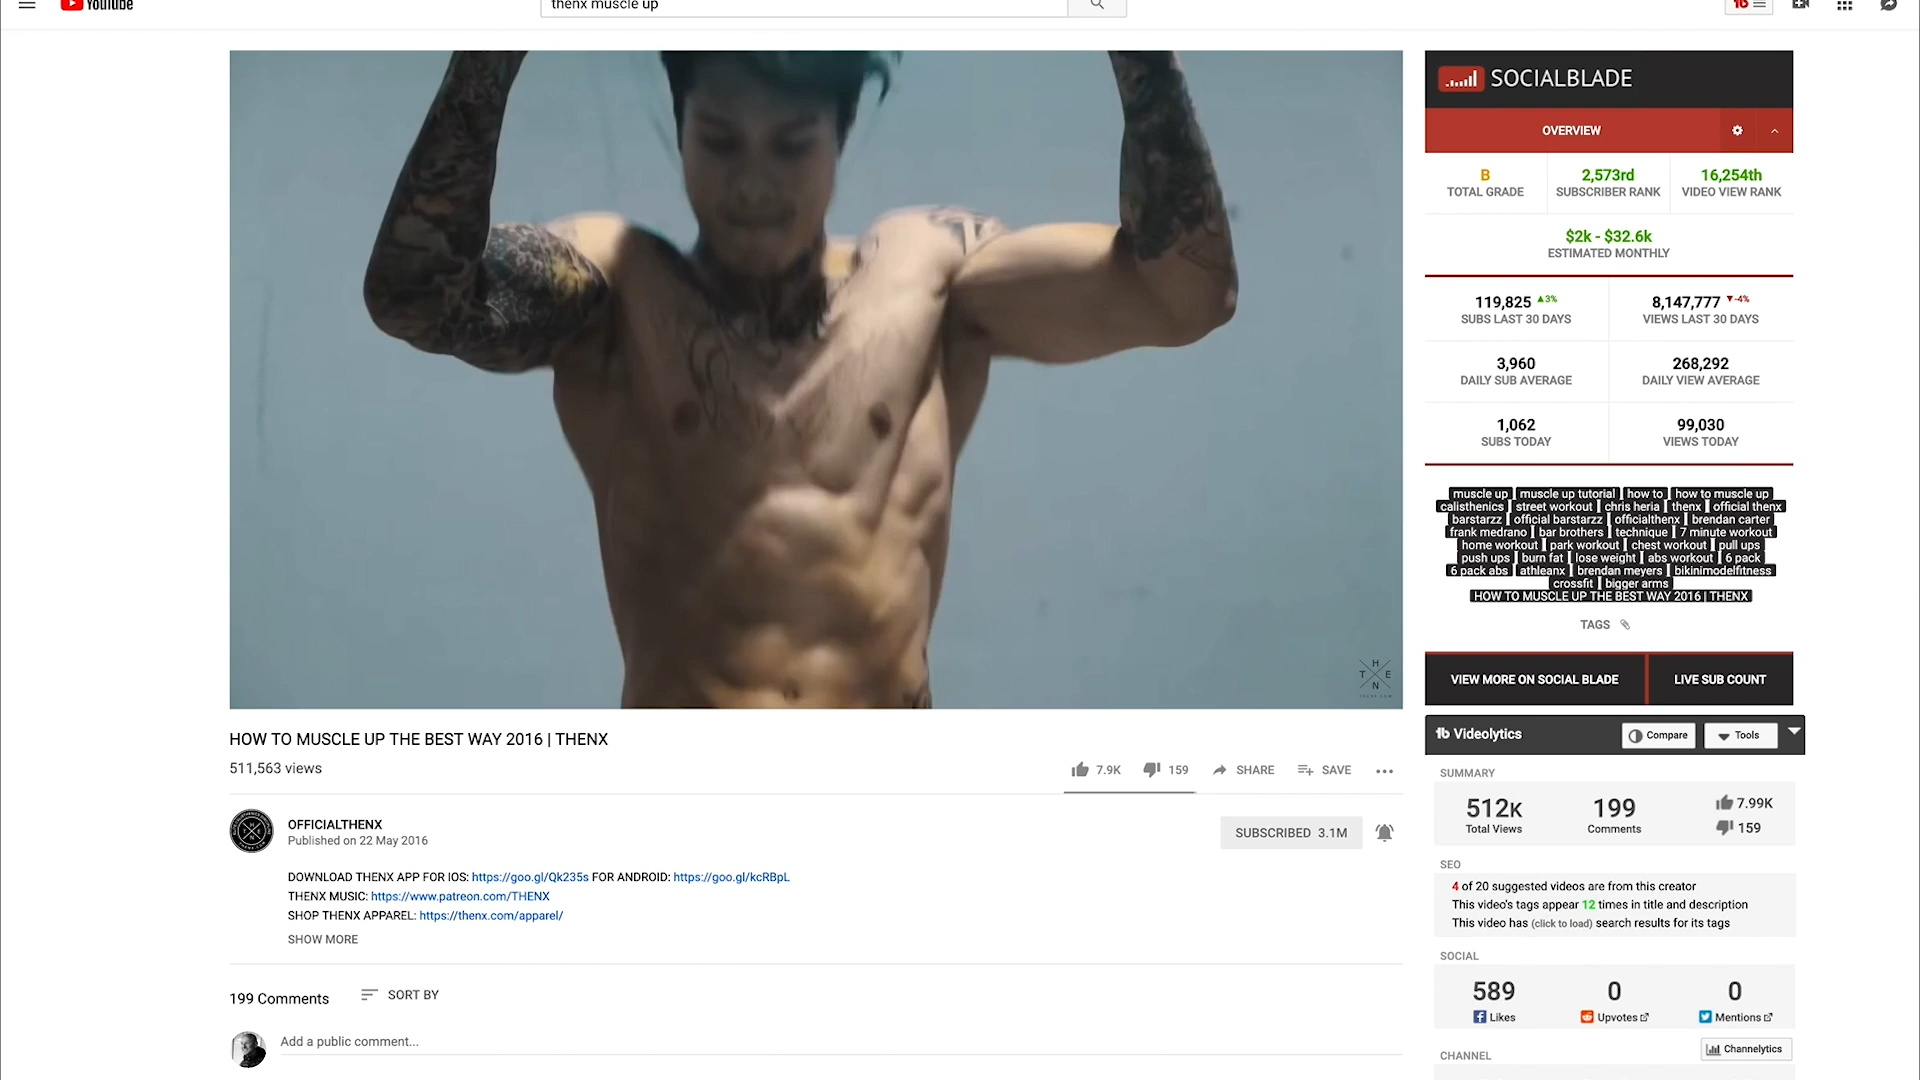 YouTube
thenx muscle up
SOCIALBLADE
OVERVIEW
B
TOTAL GRADE
2,573rd
SUBSCRIBER RANK
16,254th
VIDEO VIEW RANK
$2k - $32.6k
ESTIMATED MONTHLY
119,825 ▲3%
SUBS LAST 30 DAYS
8,147,777 ▼-4%
VIEWS LAST 30 DAYS
3,960
DAILY SUB AVERAGE
268,292
DAILY VIEW AVERAGE
1,062
SUBS TODAY
99,030
VIEWS TODAY
muscle up muscle up tutorial how to how to muscle up
calisthenics street workout chris heria thenx official thenx
barstarzz official barstarzz officialthenx brendan carter
frank medrano bar brothers technique 7 minute workout
home workout park workout chest workout pull ups
push ups burn fat lose weight abs workout 6 pack
6 pack abs athleanx brendan meyers bikinimodelfitness
crossfit bigger arms
HOW TO MUSCLE UP THE BEST WAY 2016 | THENX
TAGS
VIEW MORE ON SOCIAL BLADE
LIVE SUB COUNT
H
T E
N
HOW TO MUSCLE UP THE BEST WAY 2016 | THENX
511,563 views
7.9K 159 SHARE SAVE
OFFICIALTHENX
Published on 22 May 2016
SUBSCRIBED 3.1M
DOWNLOAD THENX APP FOR IOS: https://goo.gl/Qk235s FOR ANDROID: https://goo.gl/kcRBpL
THENX MUSIC: https://www.patreon.com/THENX
SHOP THENX APPAREL: https://thenx.com/apparel/
SHOW MORE
199 Comments SORT BY
Add a public comment...
tb Videolytics Compare Tools
SUMMARY
512K
Total Views
199
Comments
7.99K
159
SEO
4 of 20 suggested videos are from this creator
This video's tags appear 12 times in title and description
This video has (click to load) search results for its tags
SOCIAL
589
Likes
0
Upvotes
0
Mentions
CHANNEL
Channelytics